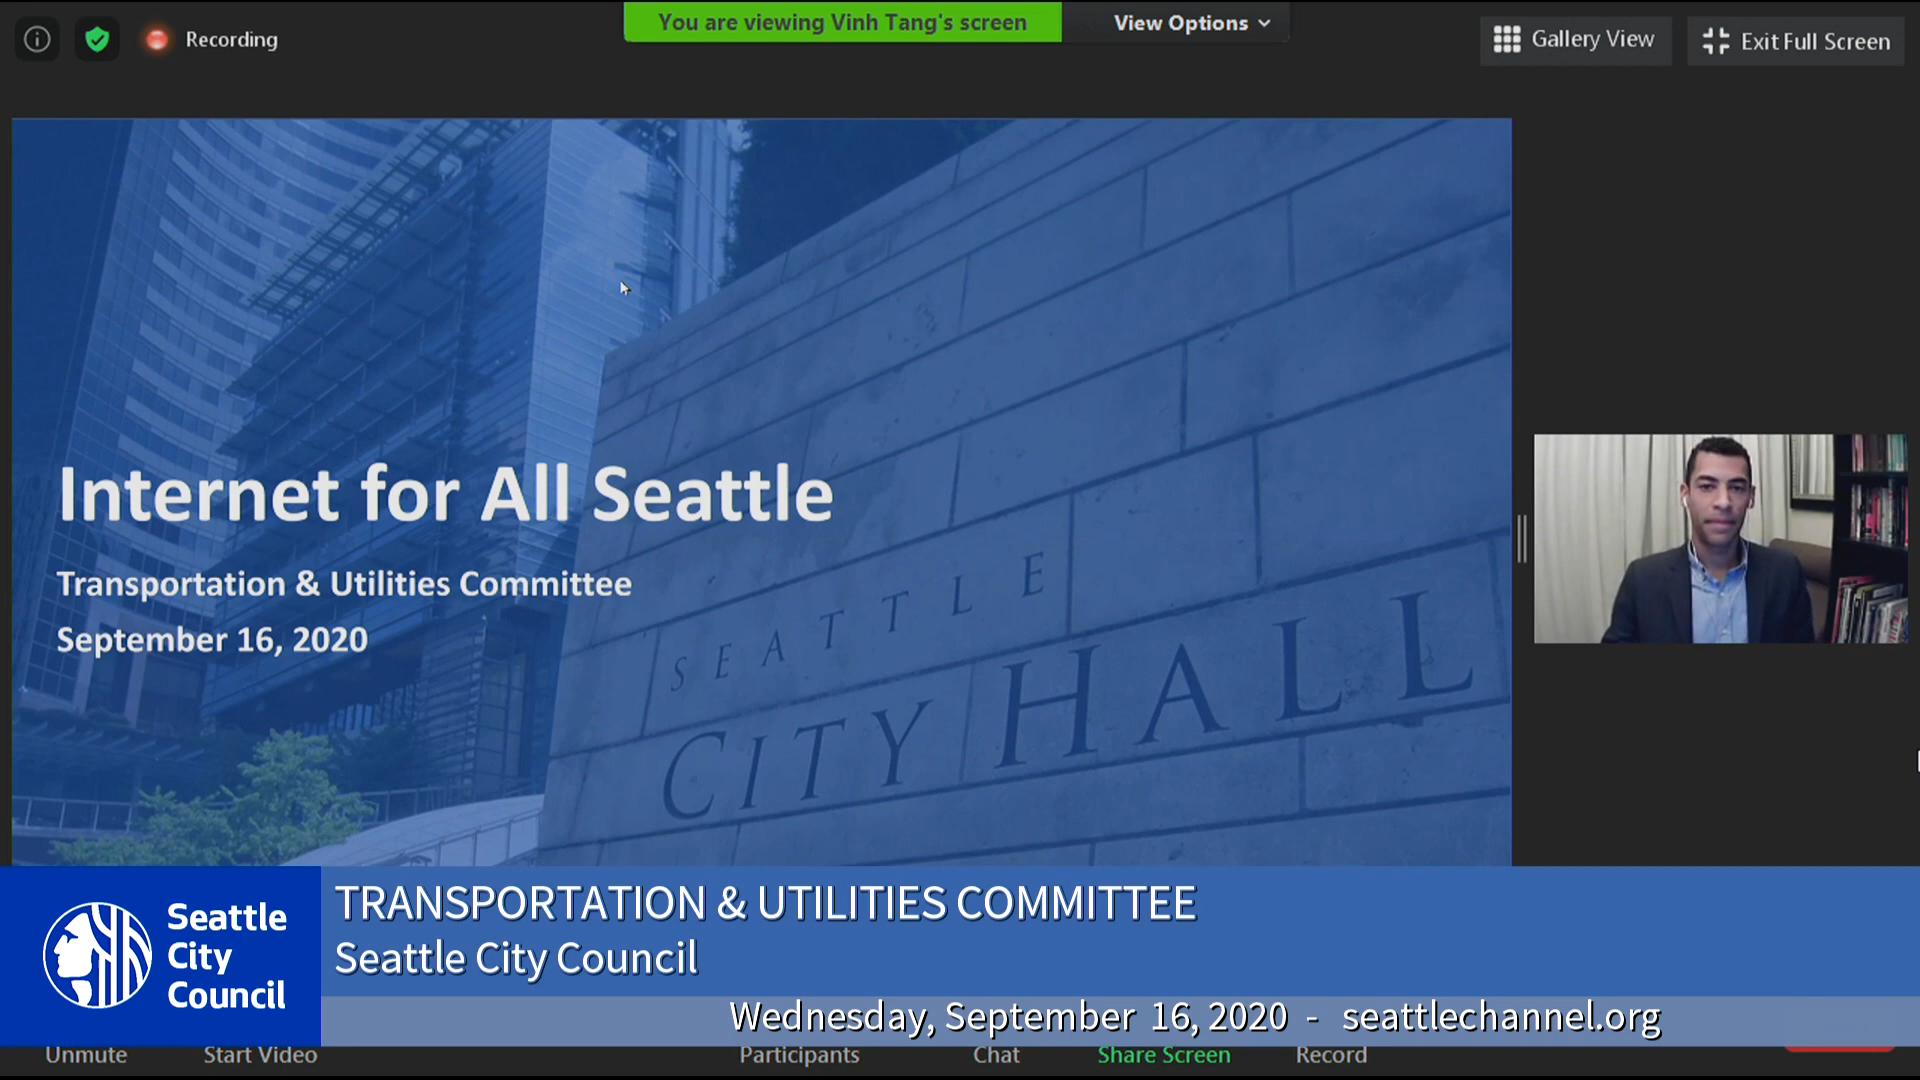 Recording
You are viewing Vinh Tang's screen
View Options
Gallery View
Exit Full Screen
Internet for All Seattle
Transportation & Utilities Committee
September 16, 2020
SEATTLE
CITY HALL
Seattle
City
Council
TRANSPORTATION & UTILITIES COMMITTEE
Seattle City Council
Wednesday, September 16, 2020 - seattlechannel.org
Unmute
Start Video
Participants
Chat
Share Screen
Record